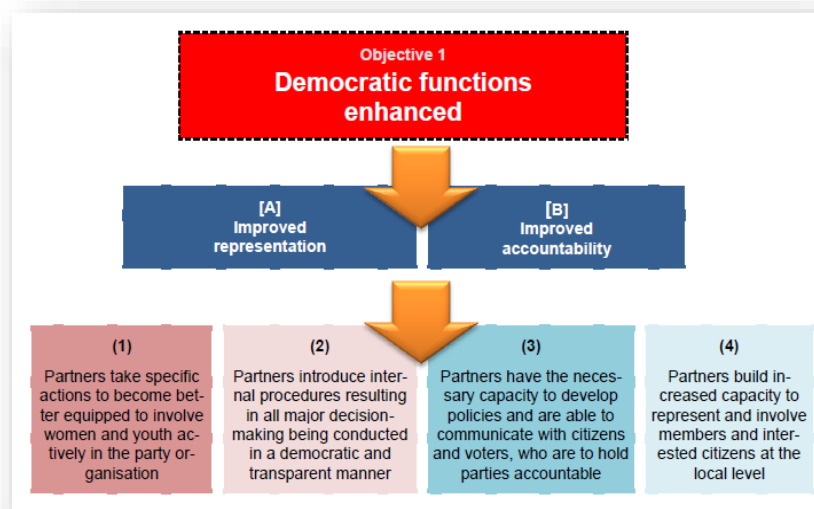 Objective 1
Democratic functions
enhanced
[A]
Improved
representation
[B]
Improved
accountability
(1)
Partners take specific
actions to become bet-
ter equipped to involve
women and youth ac-
tively in the party or-
ganisation
(2)
Partners introduce inter-
nal procedures resulting
in all major decision-
making being conducted
in a democratic and
transparent manner
(3)
Partners have the neces-
sary capacity to develop
policies and are able to
communicate with citizens
and voters, who are to hold
parties accountable
(4)
Partners build in-
creased capacity to
represent and involve
members and inter-
ested citizens at the
local level